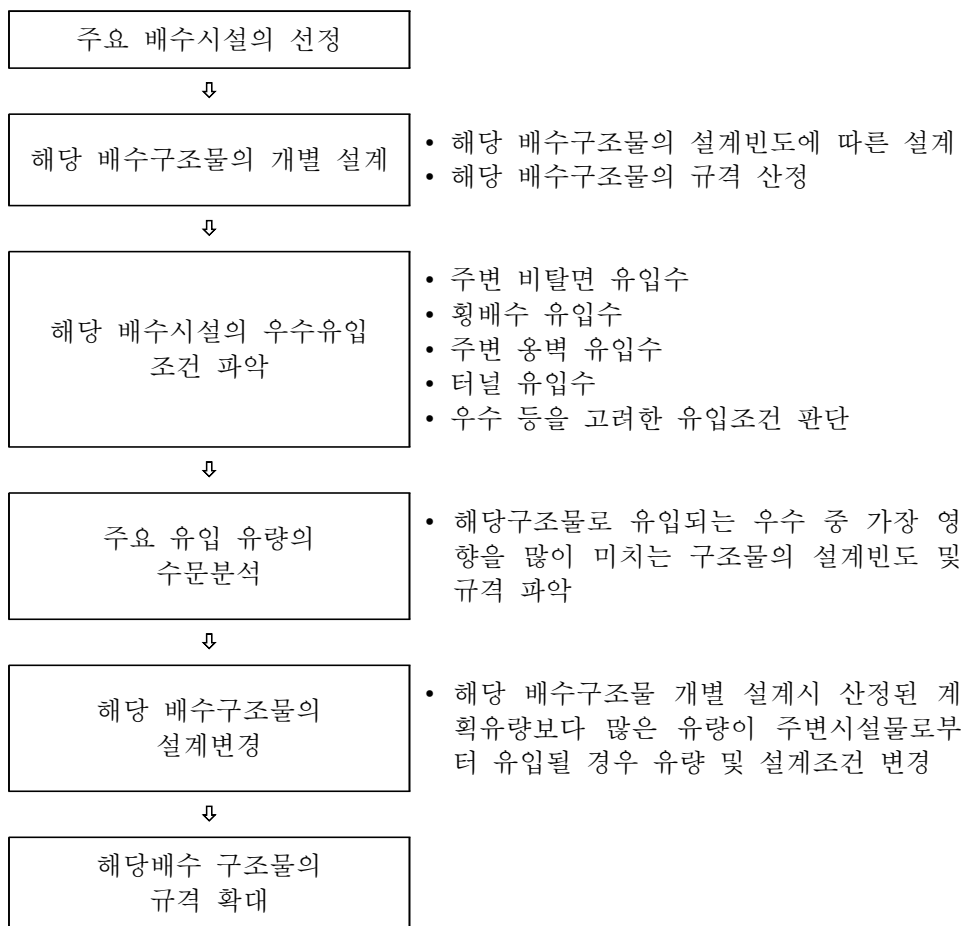 주요 배수시설의 선정
⇩
해당 배수구조물의 개별 설계
• 해당 배수구조물의 설계빈도에 따른 설계
• 해당 배수구조물의 규격 산정
⇩
해당 배수시설의 우수유입
조건 파악
• 주변 비탈면 유입수
• 횡배수 유입수
• 주변 옹벽 유입수
• 터널 유입수
• 우수 등을 고려한 유입조건 판단
⇩
주요 유입 유량의
수문분석
• 해당구조물로 유입되는 우수 중 가장 영
향을 많이 미치는 구조물의 설계빈도 및
규격 파악
⇩
해당 배수구조물의
설계변경
• 해당 배수구조물 개별 설계시 산정된 계
획유량보다 많은 유량이 주변시설물로부
터 유입될 경우 유량 및 설계조건 변경
⇩
해당배수 구조물의
규격 확대